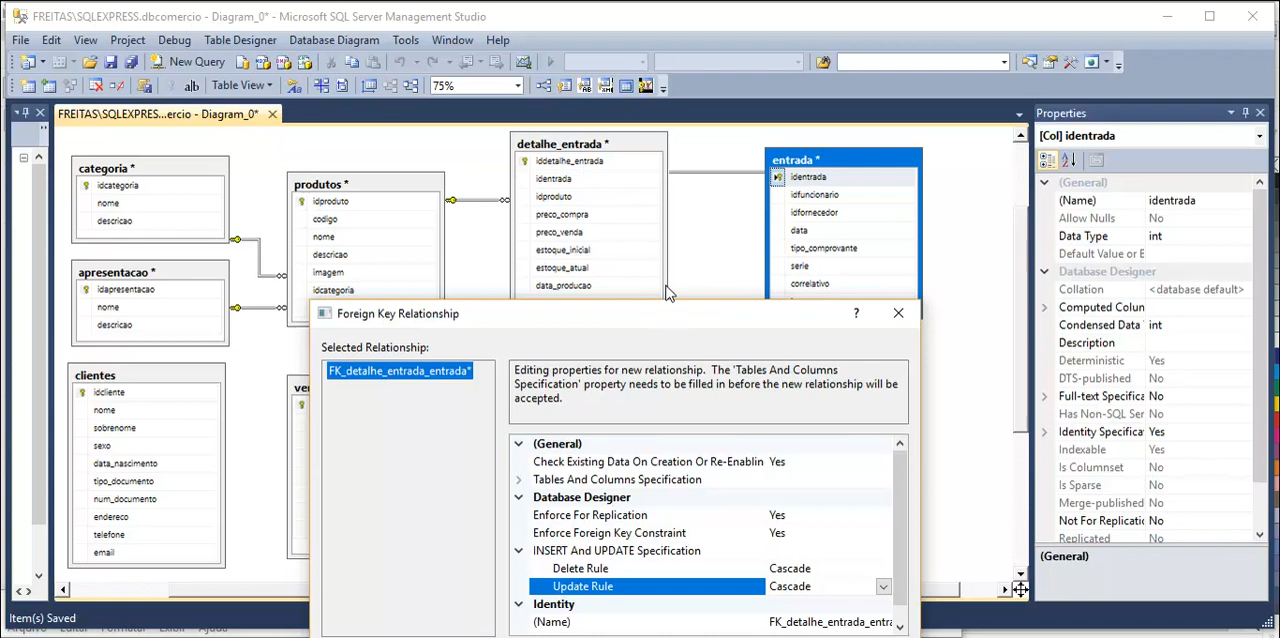 FREITAS\SQLEXPRESS.dbcomercio - Diagram_0* - Microsoft SQL Server Management Studio
File Edit View Project Debug Table Designer Database Diagram Tools Window Help
New Query
Table View 75%
FREITAS\SQLEXPRES...ercio - Diagram_0*
categoria *
idcategoria
nome
descricao
apresentacao *
idapresentacao
nome
descricao
clientes
idcliente
nome
sobrenome
sexo
data_nascimento
tipo_documento
num_documento
endereco
telefone
email
produtos *
idproduto
codigo
nome
descricao
imagem
idcategoria
detalhe_entrada *
iddetalhe_entrada
identrada
idproduto
preco_compra
preco_venda
estoque_inicial
estoque_atual
data_producao
entrada *
identrada
idfuncionario
idfornecedor
data
tipo_comprovante
serie
correlativo
Foreign Key Relationship
?
Selected Relationship:
FK_detalhe_entrada_entrada*
Editing properties for new relationship. The 'Tables And Columns
Specification' property needs to be filled in before the new relationship will be
accepted.
(General)
Check Existing Data On Creation Or Re-Enablin Yes
Tables And Columns Specification
Database Designer
Enforce For Replication Yes
Enforce Foreign Key Constraint Yes
INSERT And UPDATE Specification
Delete Rule Cascade
Update Rule Cascade
Identity
(Name) FK_detalhe_entrada_entra
Properties
[Col] identrada
(General)
(Name) identrada
Allow Nulls No
Data Type int
Default Value or B
Database Designer
Collation <database default>
Computed Colum
Condensed Data int
Description
Deterministic Yes
DTS-published No
Full-text Specifica No
Has Non-SQL Ser No
Identity Specifica Yes
Indexable Yes
Is Columnset No
Is Sparse No
Merge-published No
Not For Replicatio No
Replicated No
(General)
Item(s) Saved